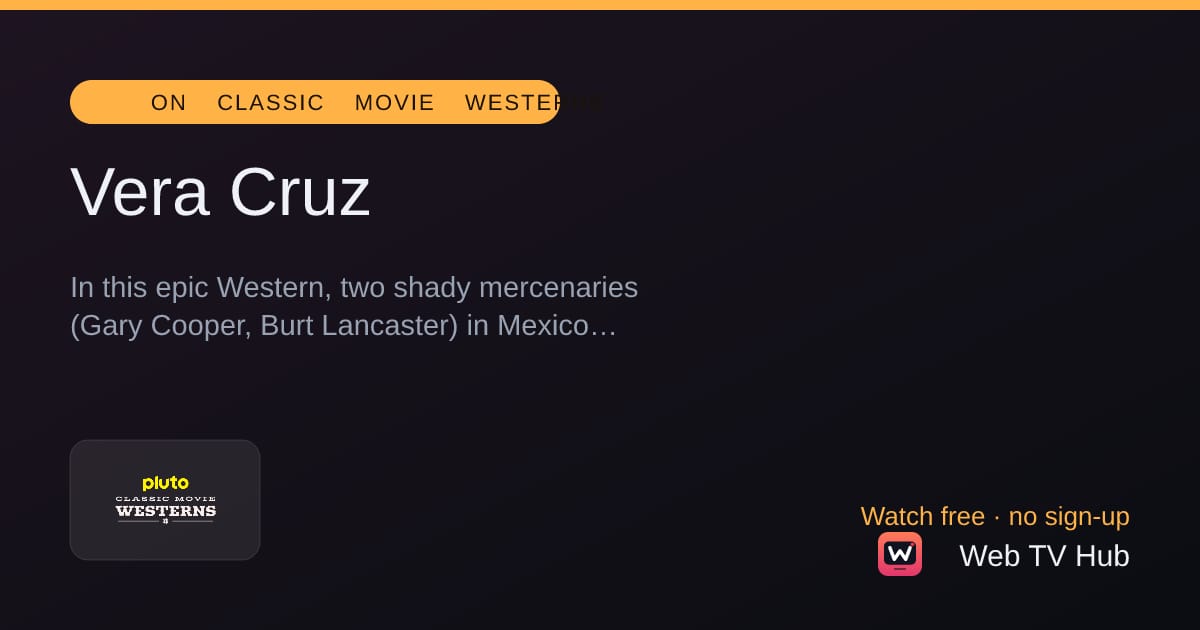 ON CLASSIC MOVIE WESTERNS
Vera Cruz
In this epic Western, two shady mercenaries
(Gary Cooper, Burt Lancaster) in Mexico…
pluto
CLASSIC MOVIE
WESTERNS
Watch free · no sign-up
W
Web TV Hub